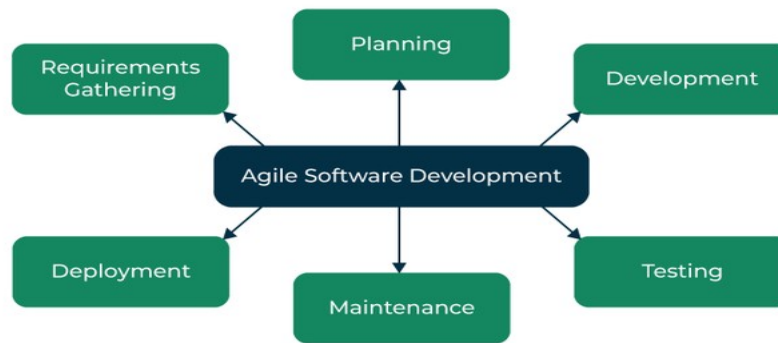 Planning
Requirements
Gathering
Development
Agile Software Development
Deployment
Testing
Maintenance